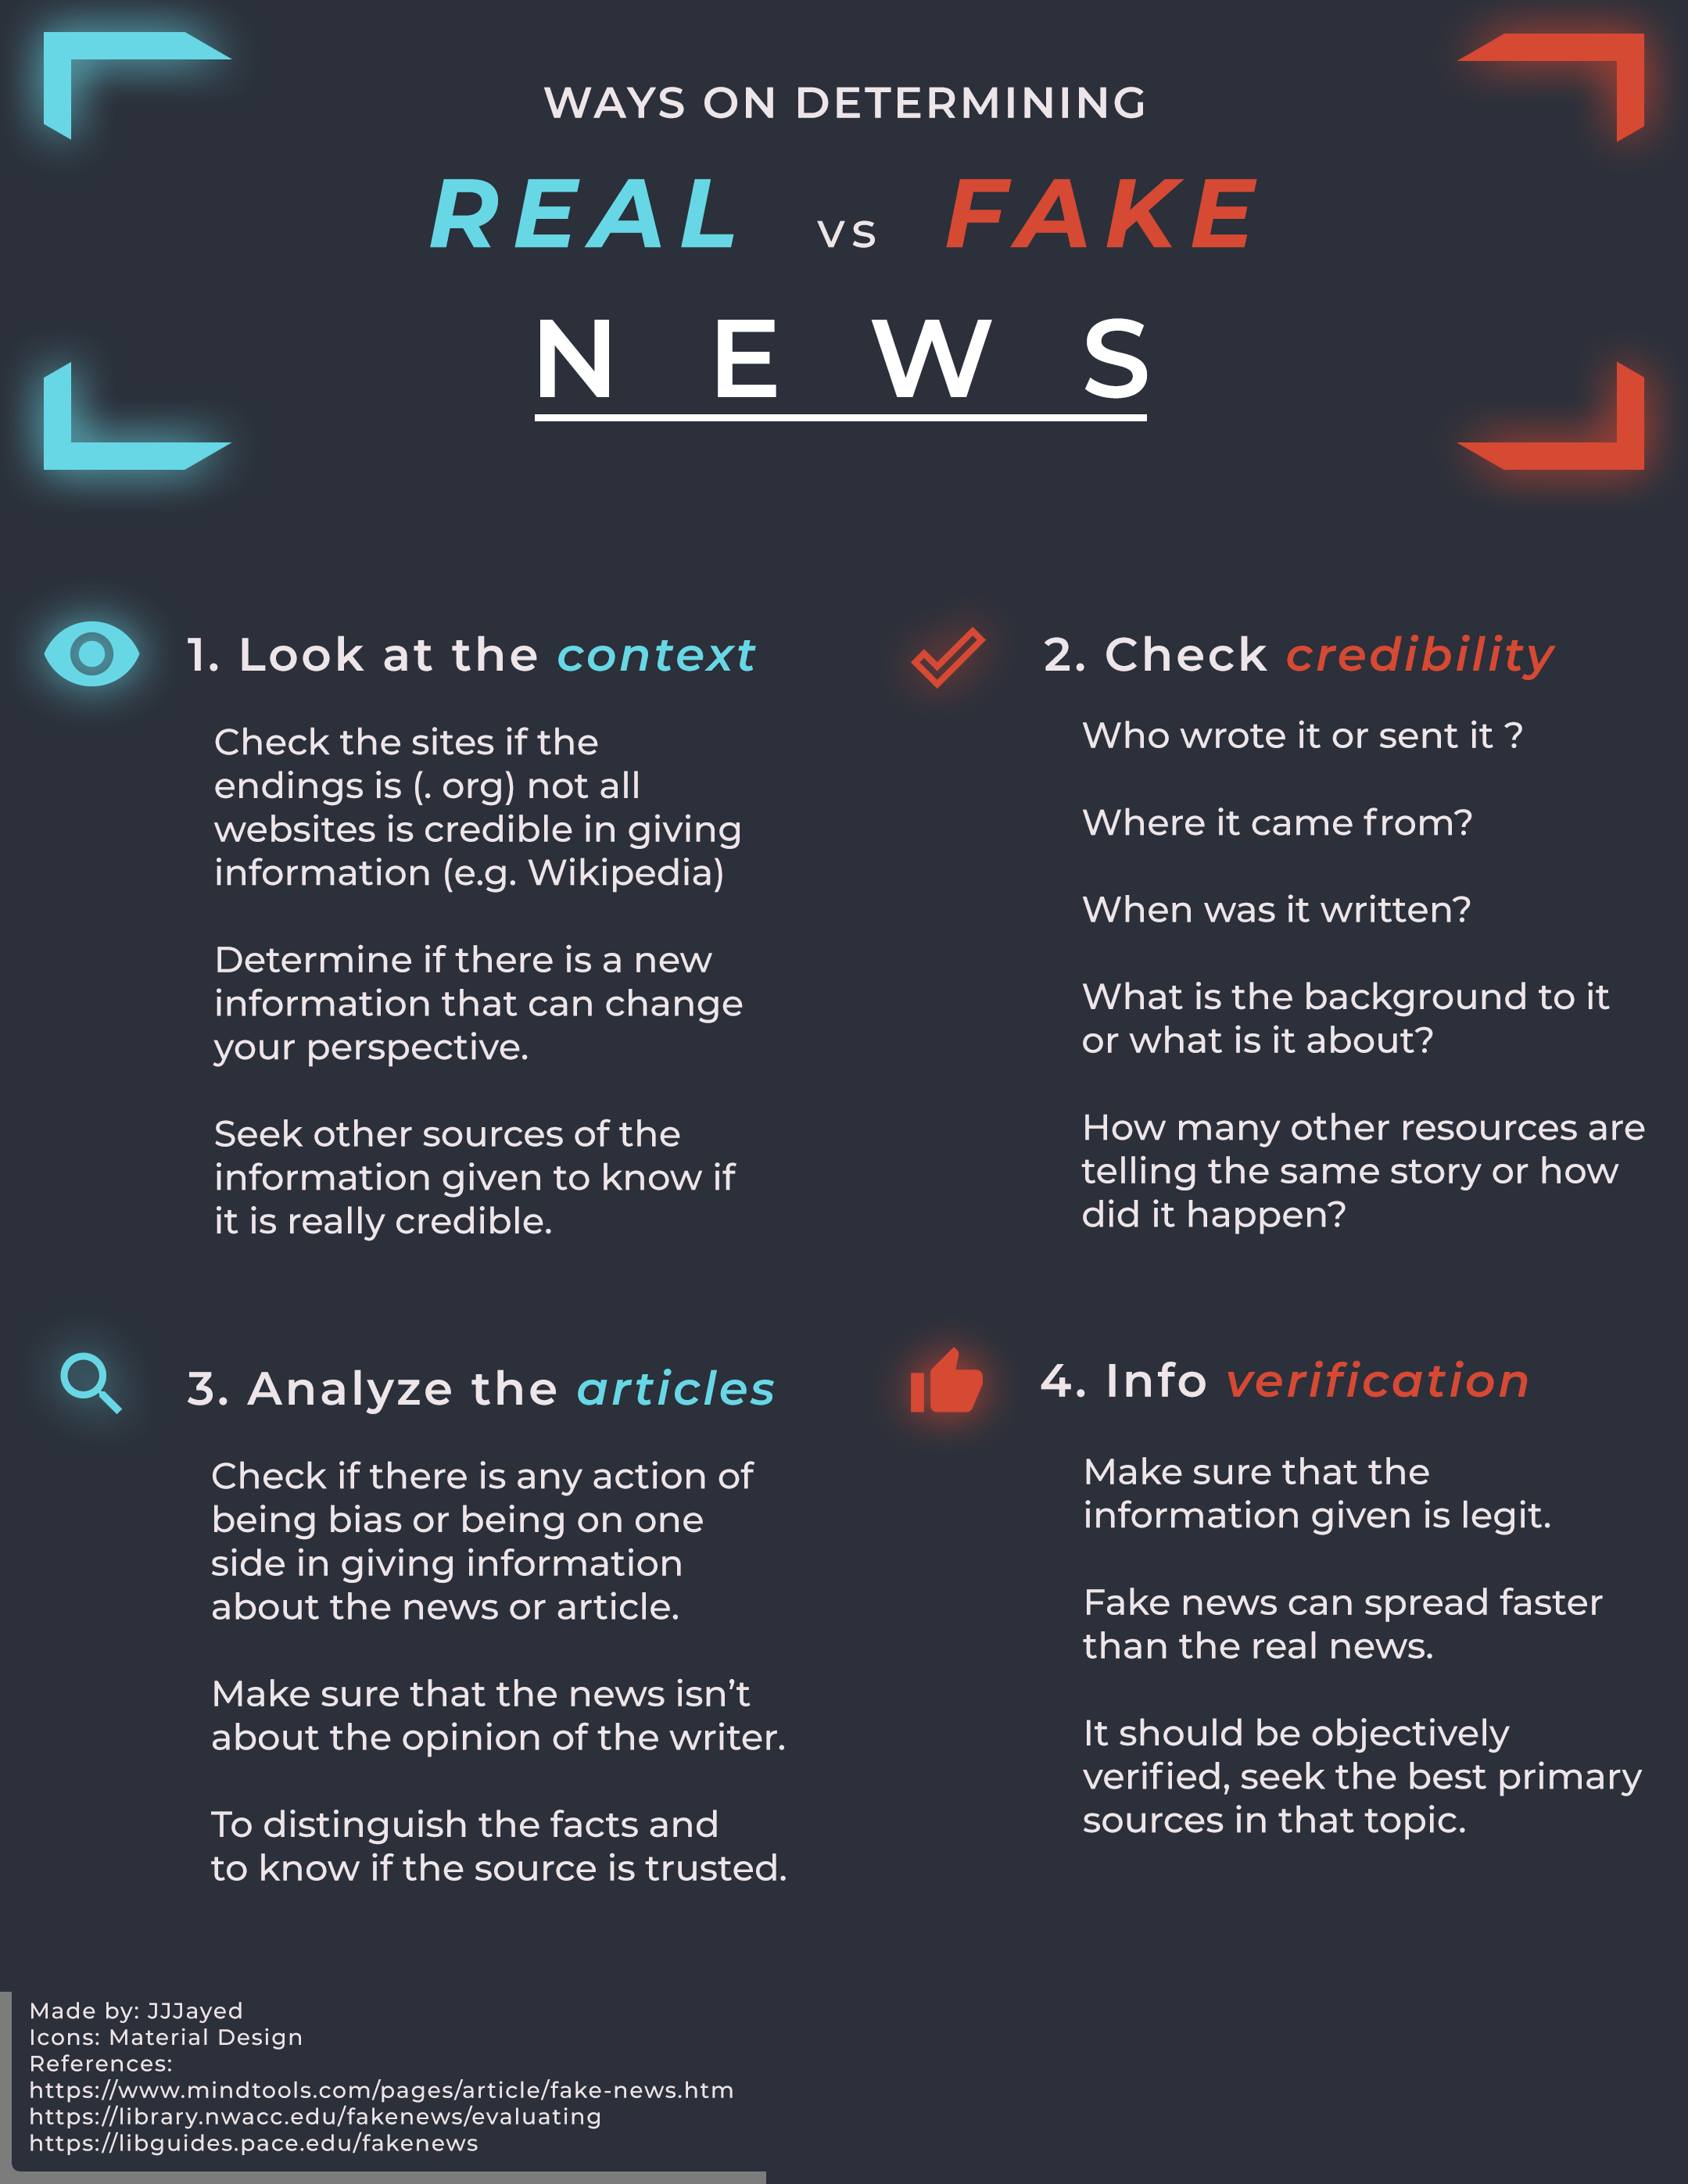 WAYS ON DETERMINING
REAL vs FAKE
NEWS
1. Look at the context
Check the sites if the
endings is (. org) not all
websites is credible in giving
information (e.g. Wikipedia)
Determine if there is a new
information that can change
your perspective.
Seek other sources of the
information given to know if
it is really credible.
2. Check credibility
Who wrote it or sent it ?
Where it came from?
When was it written?
What is the background to it
or what is it about?
How many other resources are
telling the same story or how
did it happen?
3. Analyze the articles
Check if there is any action of
being bias or being on one
side in giving information
about the news or article.
Make sure that the news isn’t
about the opinion of the writer.
To distinguish the facts and
to know if the source is trusted.
4. Info verification
Make sure that the
information given is legit.
Fake news can spread faster
than the real news.
It should be objectively
verified, seek the best primary
sources in that topic.
Made by: JJJayed
Icons: Material Design
References:
https://www.mindtools.com/pages/article/fake-news.htm
https://library.nwacc.edu/fakenews/evaluating
https://libguides.pace.edu/fakenews